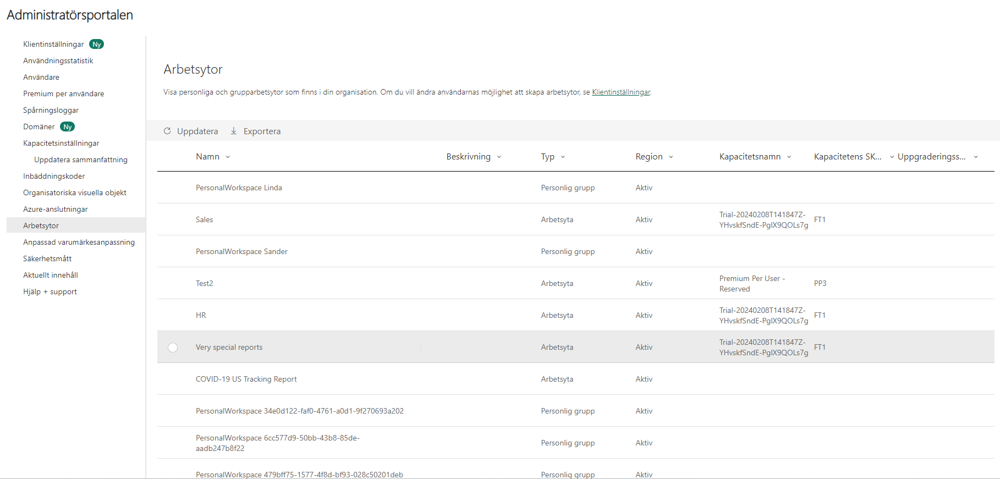 Administratörsportalen
Klientinställningar Ny
Användningsstatistik
Användare
Premium per användare
Spårningsloggar
Domäner Ny
Kapacitetsinställningar
Uppdatera sammanfattning
Inbäddningskoder
Organisatoriska visuella objekt
Azure-anslutningar
Arbetsytor
Anpassad varumärkesanpassning
Säkerhetsmått
Aktuellt innehåll
Hjälp + support
Arbetsytor
Visa personliga och grupparbetsytor som finns i din organisation. Om du vill ändra användarnas möjlighet att skapa arbetsytor, se Klientinställningar.
Uppdatera Exportera
Namn Beskrivning Typ Region Kapacitetsnamn Kapacitetens SK... Uppgraderingss...
PersonalWorkspace Linda Personlig grupp Aktiv
Sales Arbetsyta Aktiv Trial-20240208T141847Z-
YHvskfSndE-PgIX9QOLs7g FT1
PersonalWorkspace Sander Personlig grupp Aktiv
Test2 Arbetsyta Aktiv Premium Per User -
Reserved PP3
HR Arbetsyta Aktiv Trial-20240208T141847Z-
YHvskfSndE-PgIX9QOLs7g FT1
Very special reports Arbetsyta Aktiv Trial-20240208T141847Z-
YHvskfSndE-PgIX9QOLs7g FT1
COVID-19 US Tracking Report Arbetsyta Aktiv
PersonalWorkspace 34e0d122-faf0-4761-a0d1-9f270693a202 Personlig grupp Aktiv
PersonalWorkspace 6cc577d9-50bb-43b8-85de-
aadb247b8f22 Personlig grupp Aktiv
PersonalWorkspace 479bff75-1577-4f8d-bf93-028c50201deb Personlig grupp Aktiv